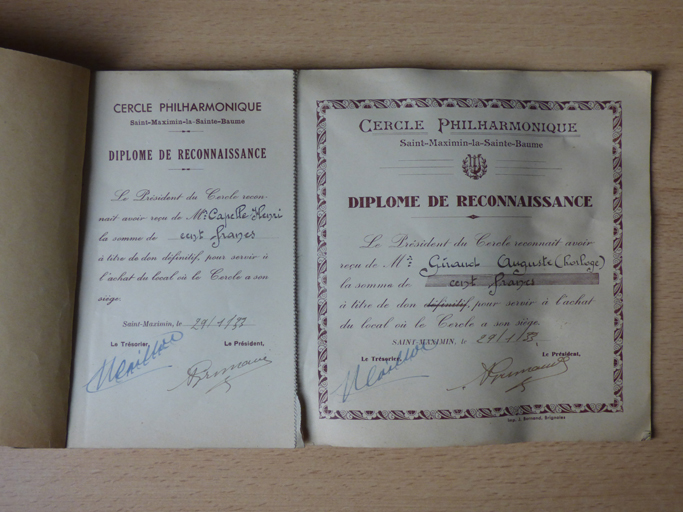 CERCLE PHILHARMONIQUE
Saint-Maximin-la-Sainte-Baume
DIPLOME DE RECONNAISSANCE
Le Président du Cercle recon-
naît avoir reçu de Mr Capelle Henri
la somme de cent francs
à titre de don définitif, pour servir à
l'achat du local où le Cercle a son
siège.
Saint-Maximin, le 29/1/53
Le Trésorier, Le Président,
CERCLE PHILHARMONIQUE
Saint-Maximin-la-Sainte-Baume
DIPLOME DE RECONNAISSANCE
Le Président du Cercle reconnaît avoir
reçu de Mr Giraud Auguste (horloge)
la somme de cent francs
à titre de don définitif, pour servir à l'achat
du local où le Cercle a son siège.
SAINT-MAXIMIN, le 29/1/53
Le Trésorier, Le Président,